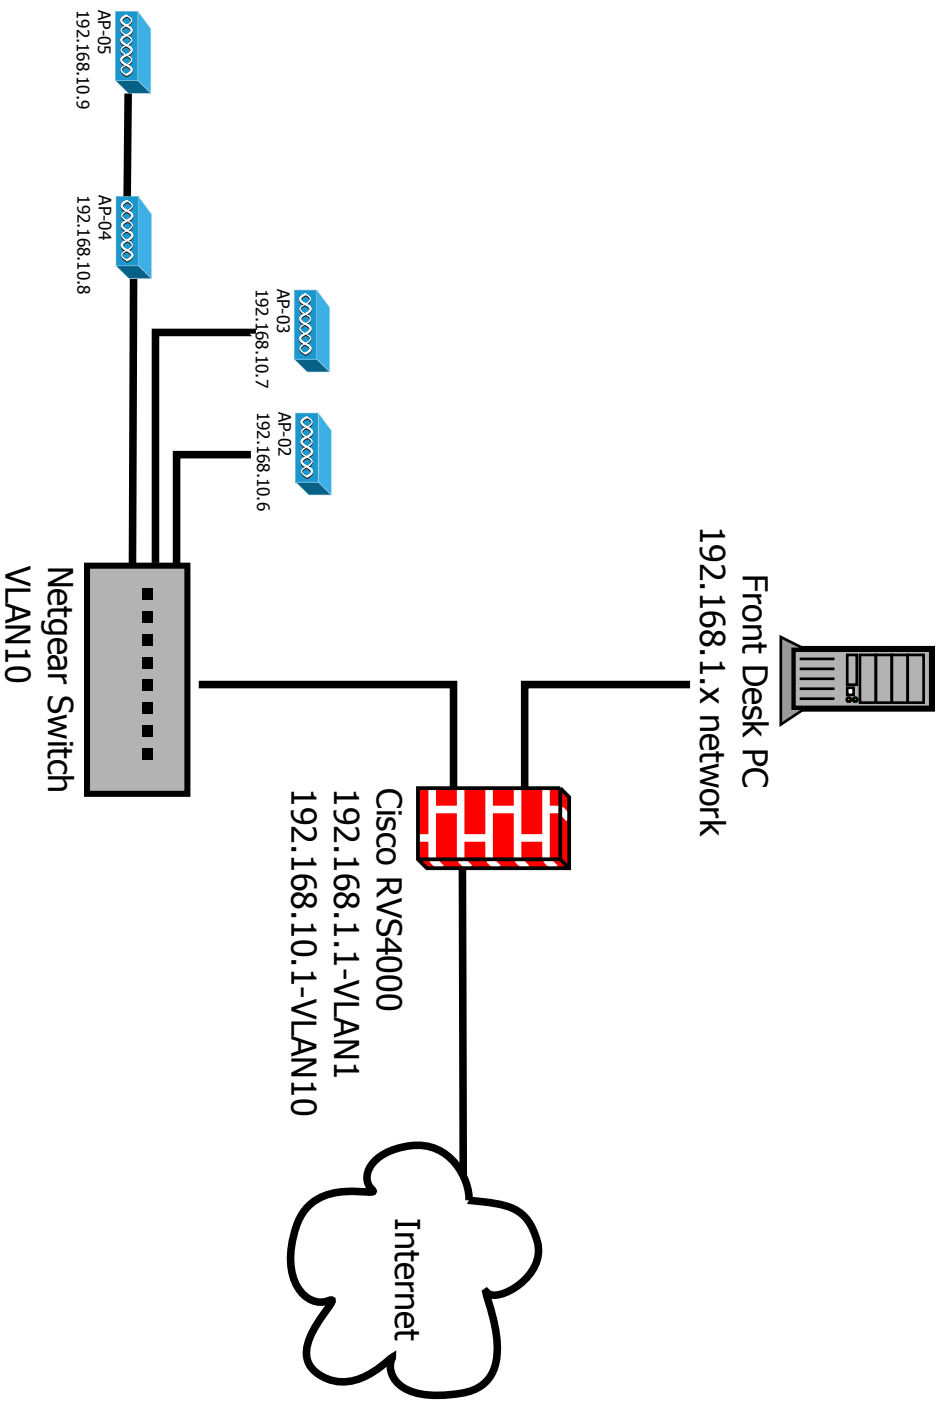 Front Desk PC
192.168.1.x network
AP-05
192.168.10.9
AP-04
192.168.10.8
AP-03
192.168.10.7
AP-02
192.168.10.6
Cisco RVS4000
192.168.1.1-VLAN1
192.168.10.1-VLAN10
Internet
Netgear Switch
VLAN10